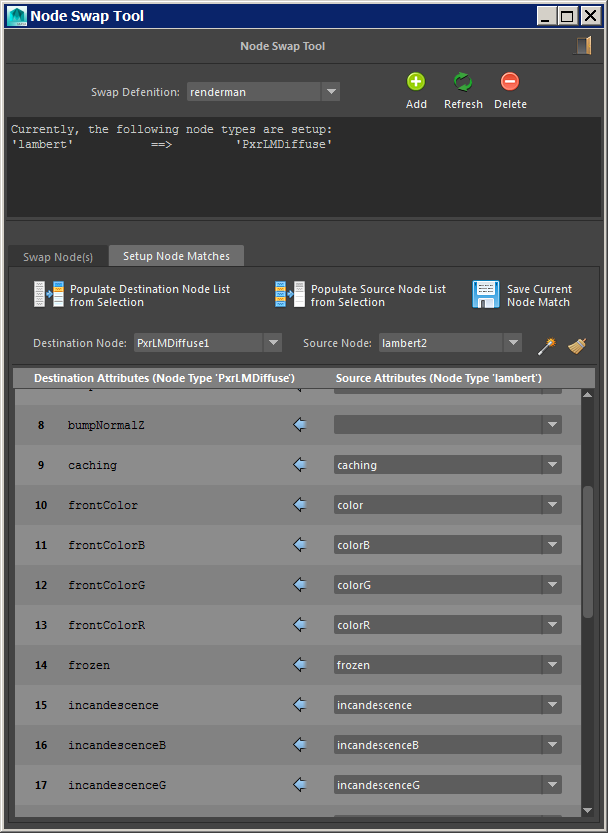 Node Swap Tool
Node Swap Tool
Swap Defenition: renderman
Add Refresh Delete
Currently, the following node types are setup:
'lambert' ==> 'PxrLMDiffuse'
Swap Node(s) Setup Node Matches
Populate Destination Node List
from Selection
Populate Source Node List
from Selection
Save Current
Node Match
Destination Node: PxrLMDiffuse1 Source Node: lambert2
Destination Attributes (Node Type 'PxrLMDiffuse') Source Attributes (Node Type 'lambert')
8 bumpNormalZ
9 caching caching
10 frontColor color
11 frontColorB colorB
12 frontColorG colorG
13 frontColorR colorR
14 frozen frozen
15 incandescence incandescence
16 incandescenceB incandescenceB
17 incandescenceG incandescenceG